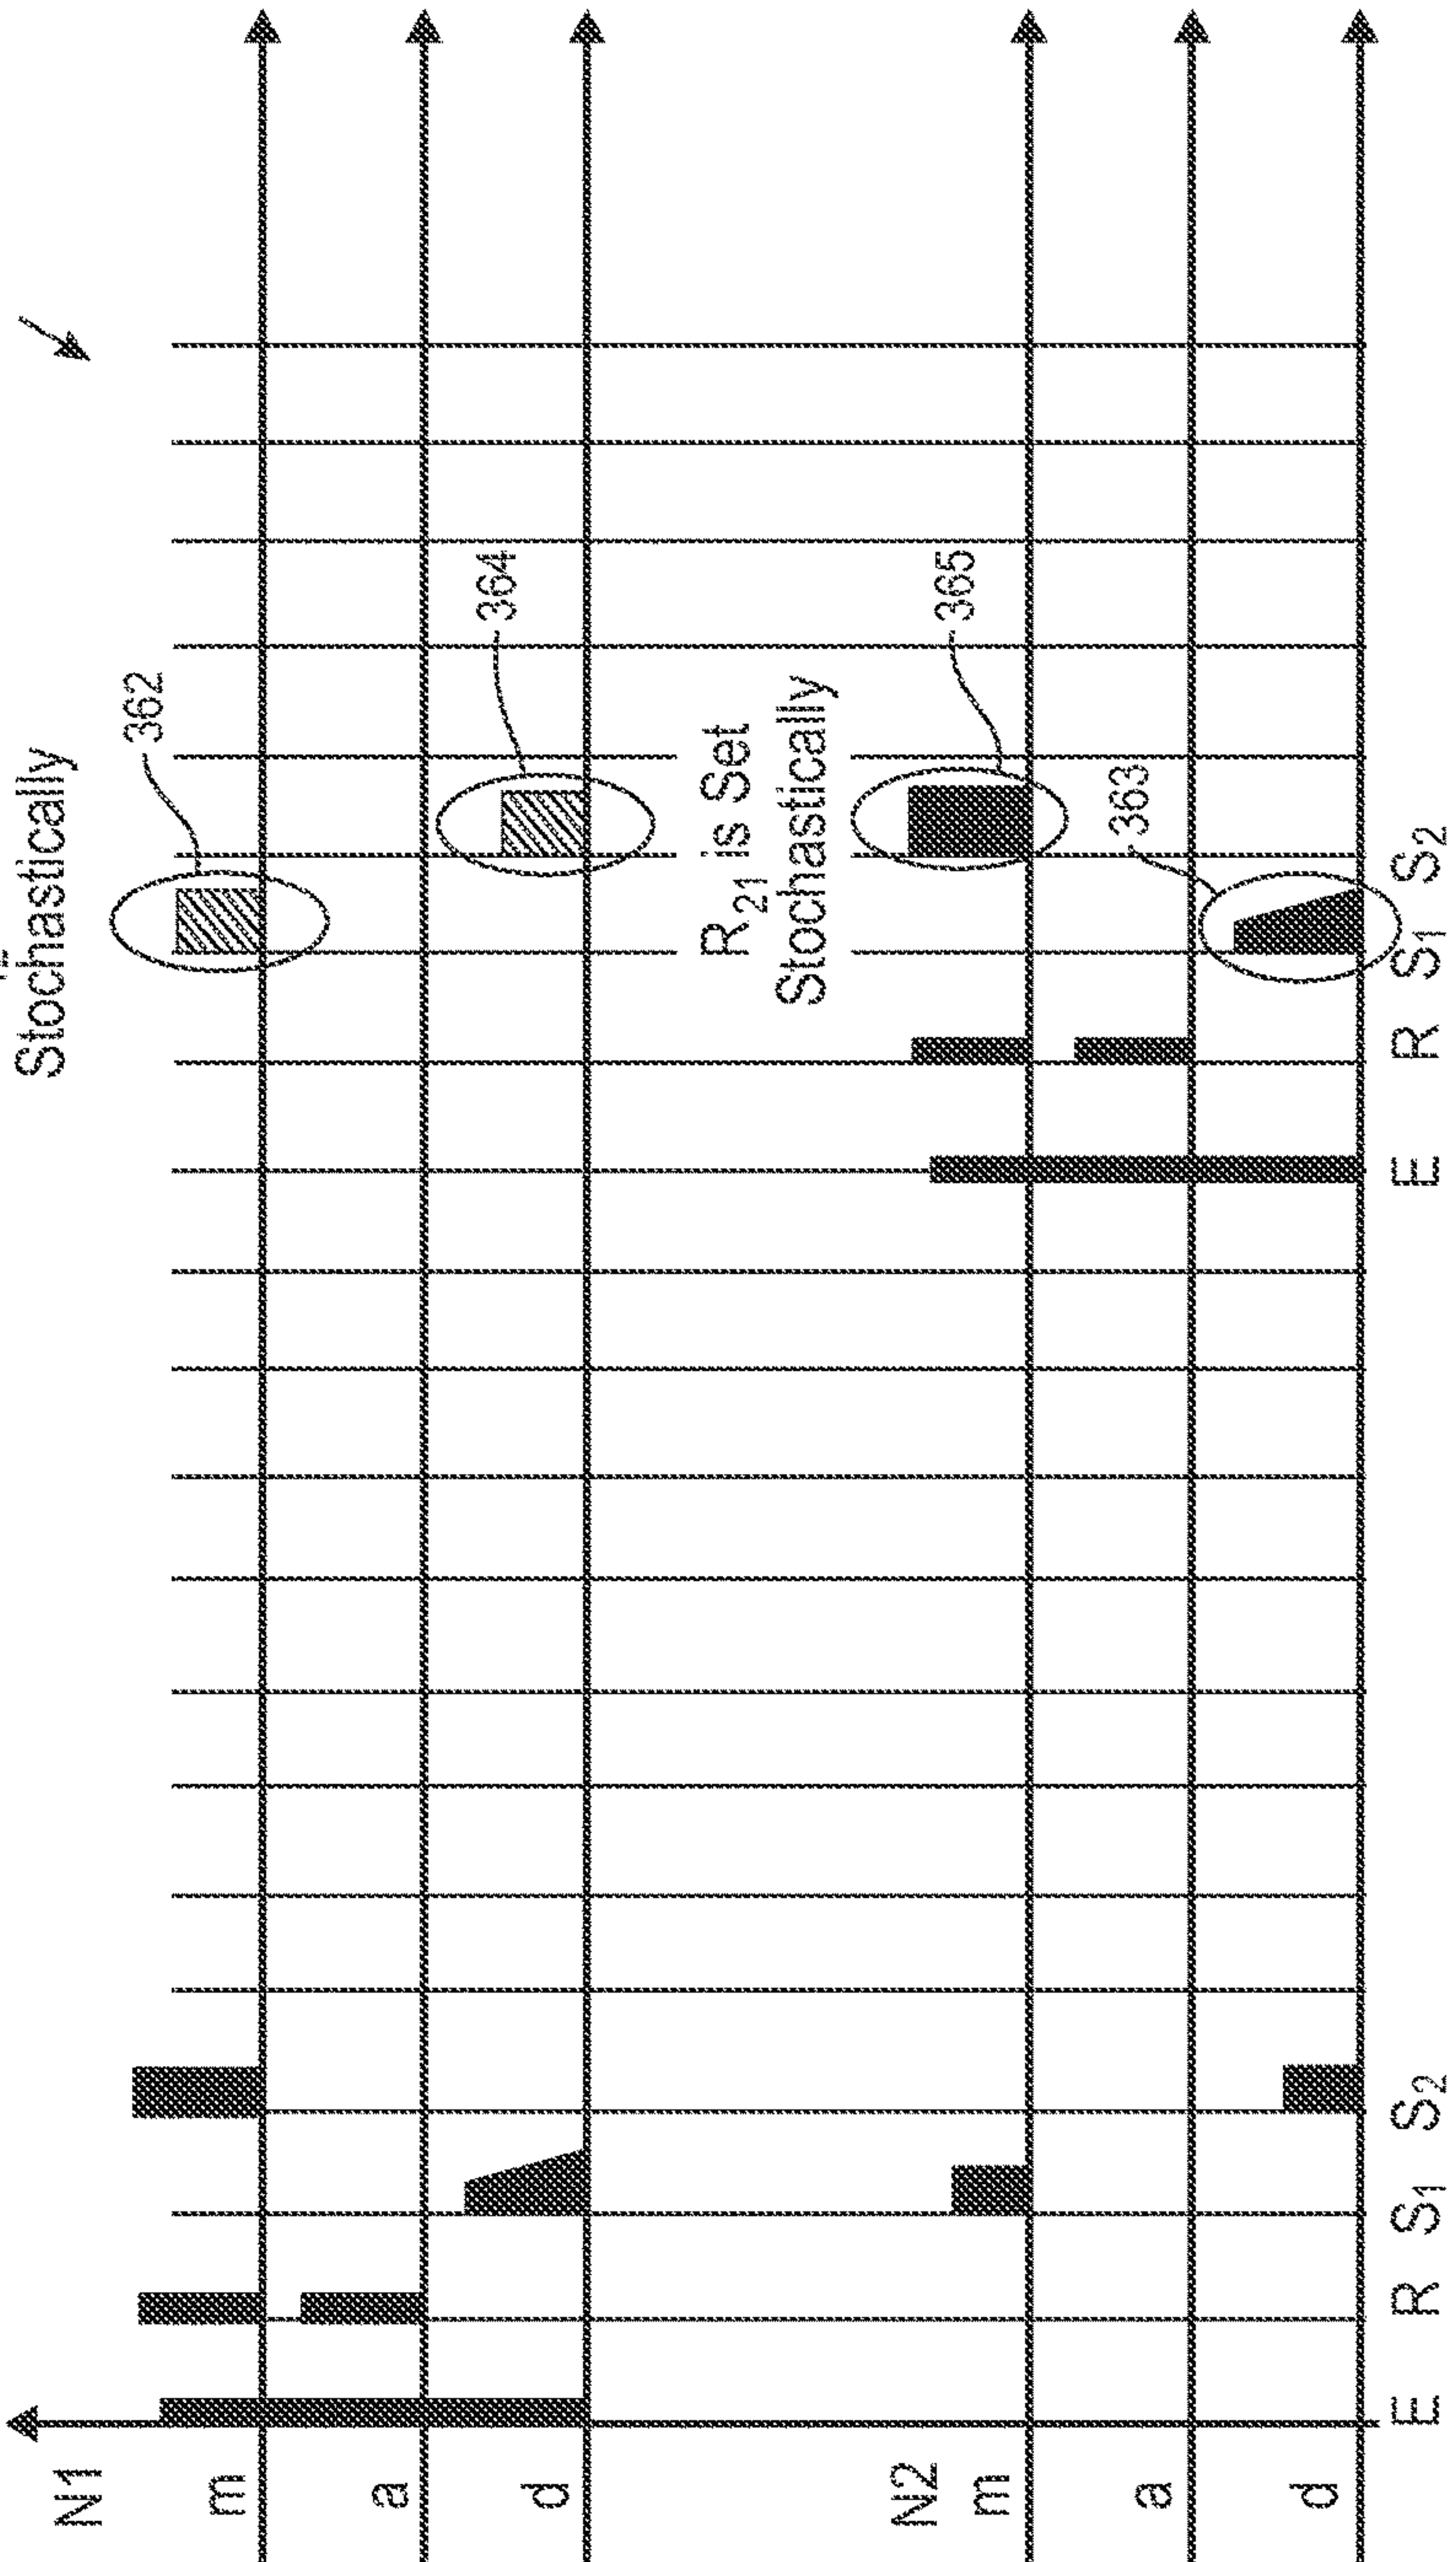 Stochastically
362
N1
m
a
364
d
R21 is Set
Stochastically
365
N2
m
a
363
d
E R S1 S2 E R S1 S2